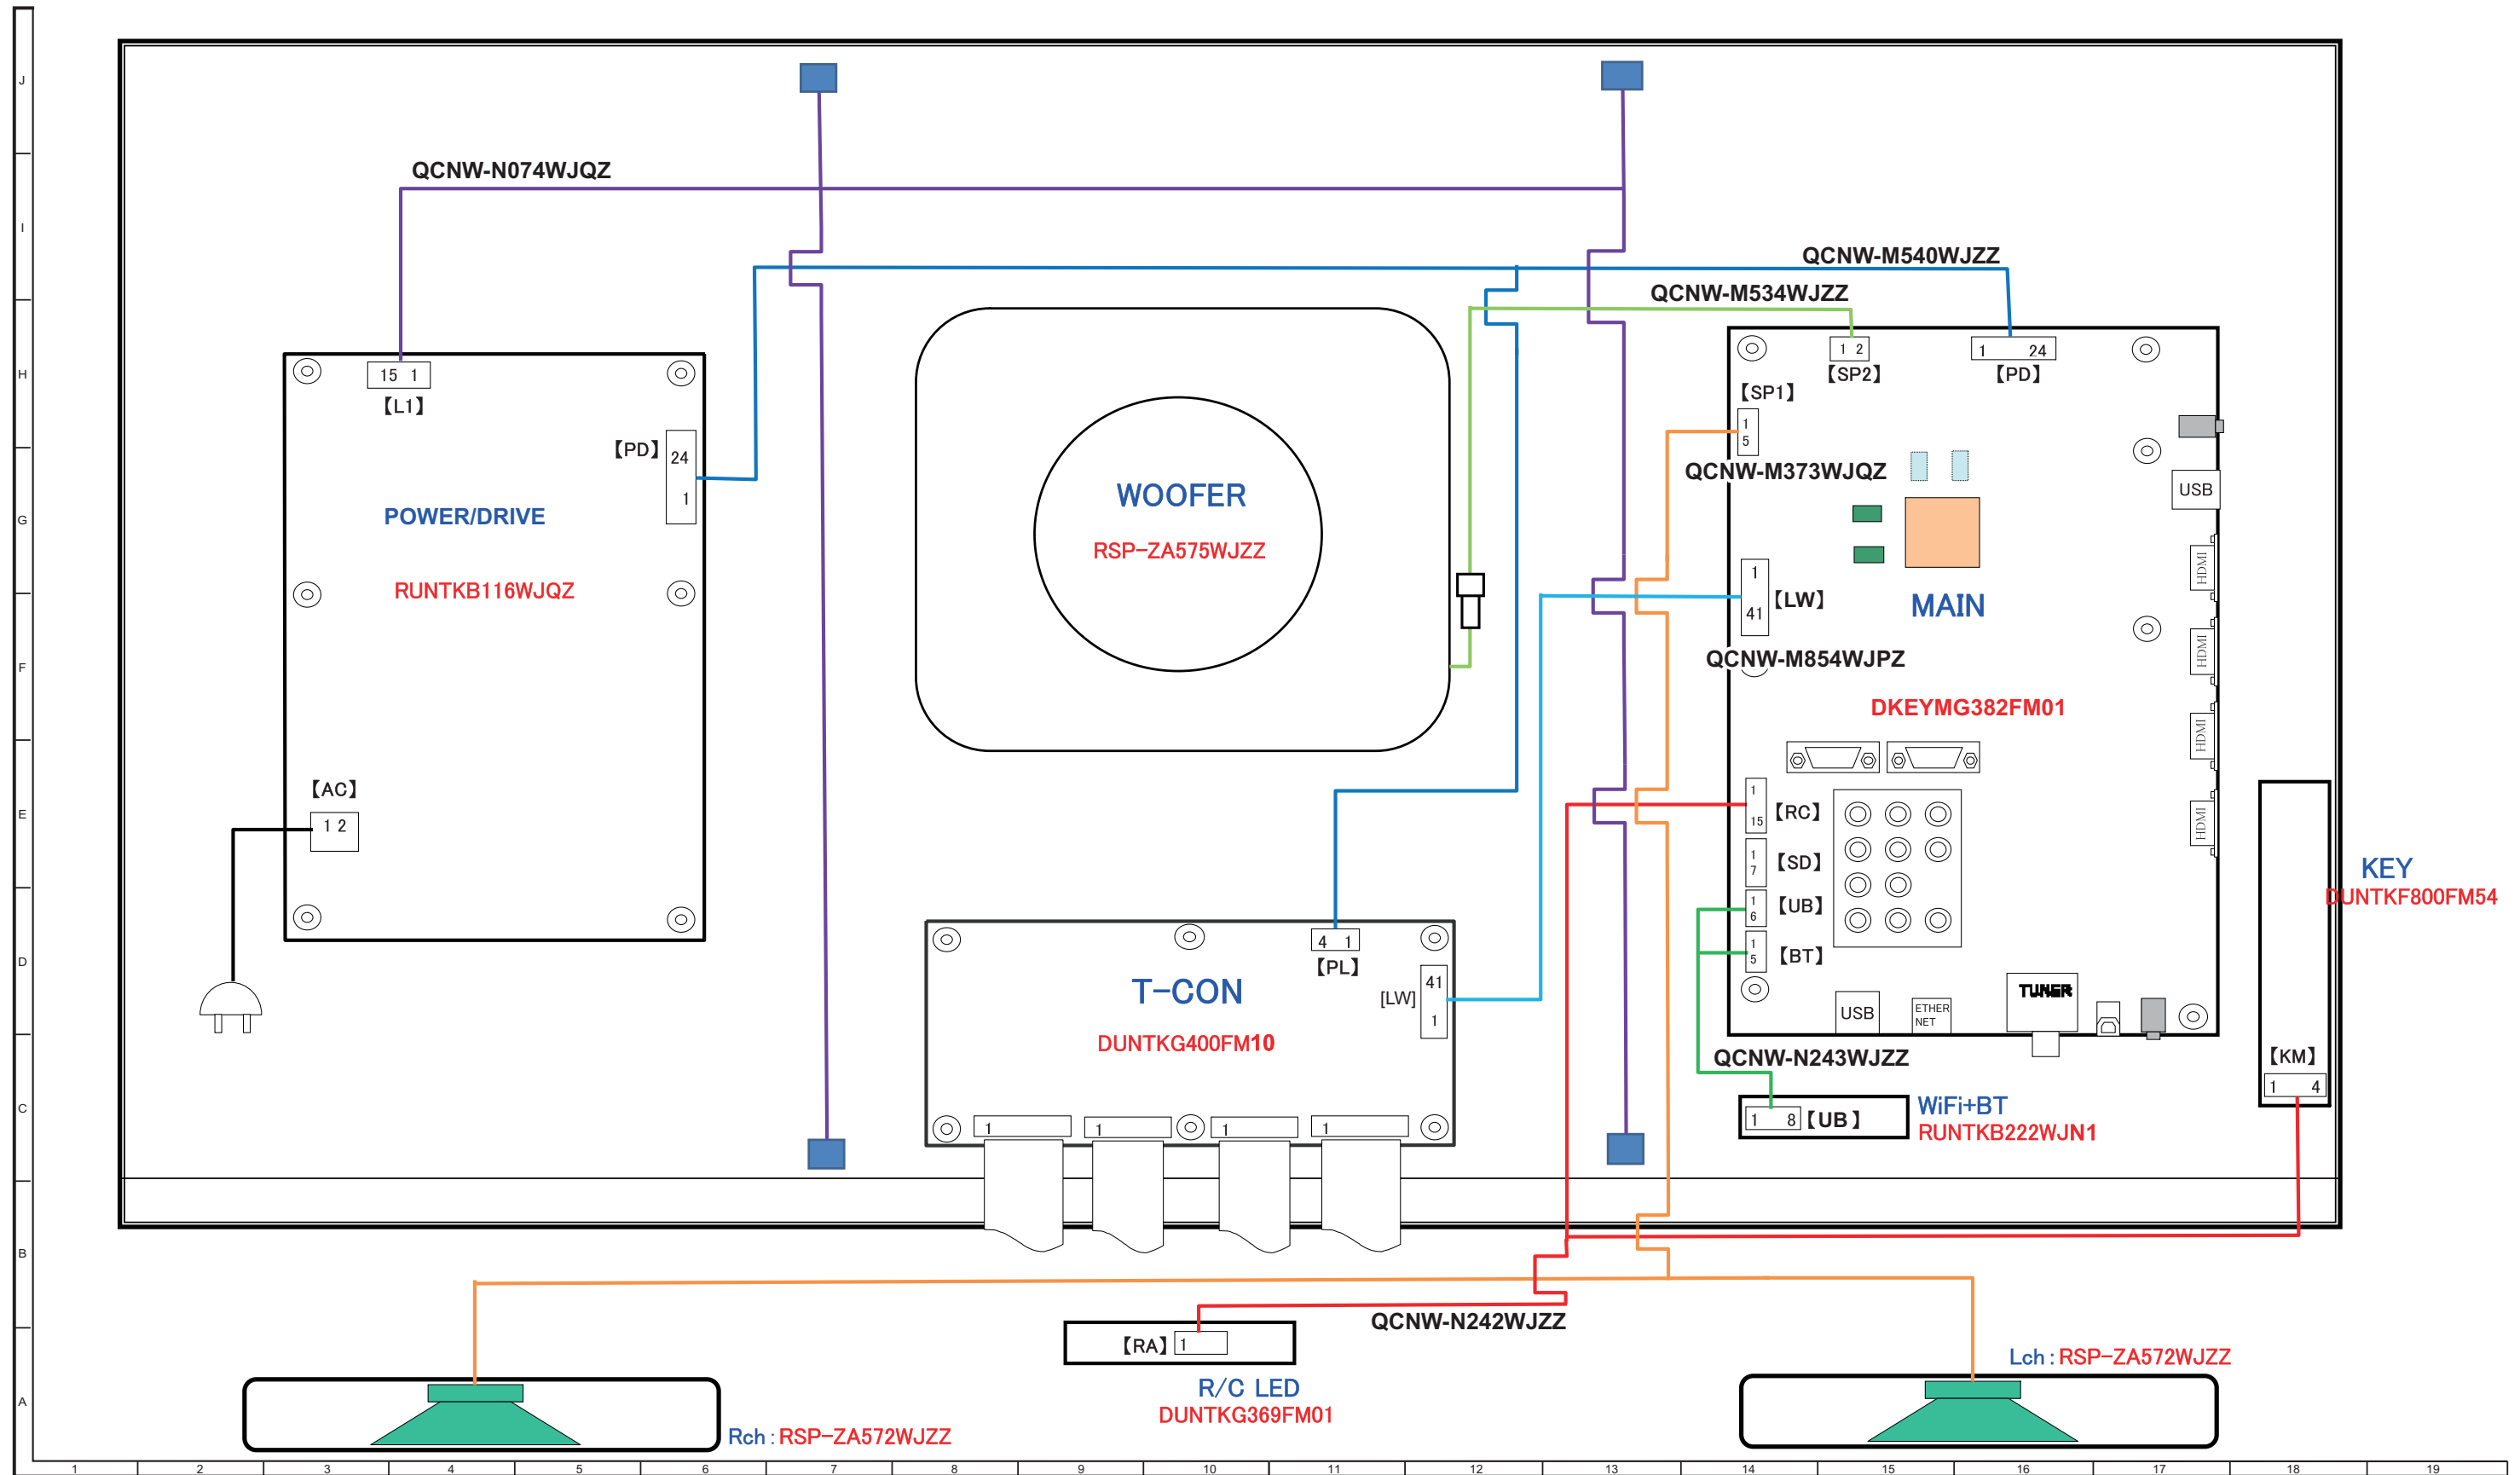 J
QCNW-N074WJQZ
I
QCNW-M540WJZZ
QCNW-M534WJZZ
H
15 1
【L1】
1 2
【SP2】
1 24
【PD】
【SP1】
1
5
【PD】
24
1
QCNW-M373WJQZ
USB
G
POWER/DRIVE
RUNTKB116WJQZ
WOOFER
RSP-ZA575WJZZ
1
41
【LW】
MAIN
HDMI
HDMI
HDMI
HDMI
F
QCNW-M854WJPZ
DKEYMG382FM01
E
【AC】
1 2
1
15
【RC】
1
7
【SD】
1
6
【UB】
1
5
【BT】
KEY
DUNTKF800FM54
D
4 1
【PL】
T-CON
DUNTKG400FM10
[LW]
41
1
TUNER
USB
ETHER
NET
QCNW-N243WJZZ
【KM】
1 4
C
1
1
1
1
1 8【UB】
WiFi+BT
RUNTKB222WJN1
B
QCNW-N242WJZZ
【RA】 1
R/C LED
DUNTKG369FM01
Lch : RSP-ZA572WJZZ
A
Rch : RSP-ZA572WJZZ
1 2 3 4 5 6 7 8 9 10 11 12 13 14 15 16 17 18 19